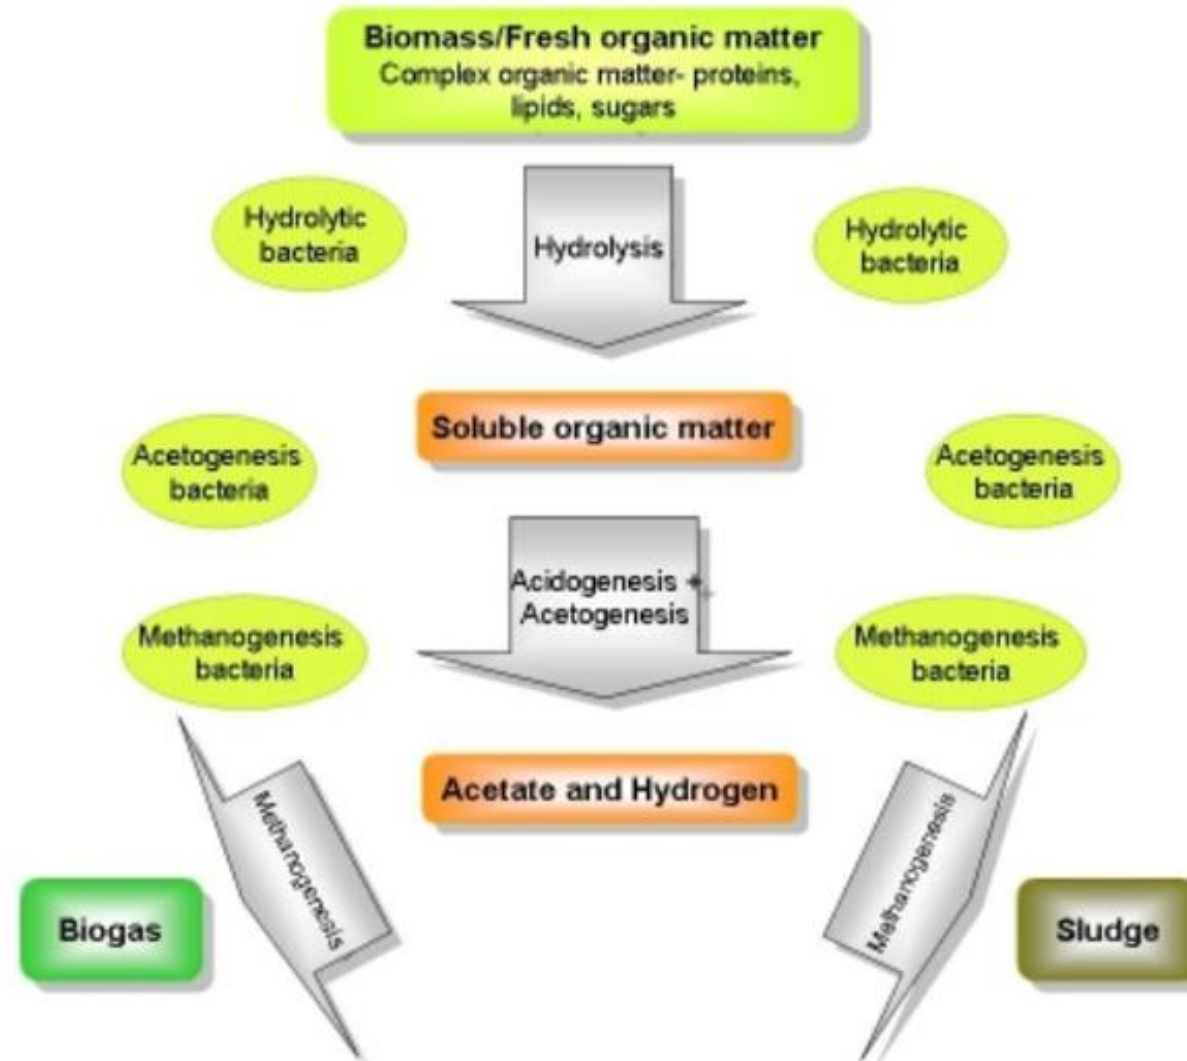 Biomass/Fresh organic matter
Complex organic matter- proteins,
lipids, sugars
Hydrolytic
bacteria
Hydrolysis
Hydrolytic
bacteria
Soluble organic matter
Acetogenesis
bacteria
Acetogenesis
bacteria
Acidogenesis +
Acetogenesis
Methanogenesis
bacteria
Methanogenesis
bacteria
Acetate and Hydrogen
Methanogenesis
Methanogenesis
Biogas
Sludge